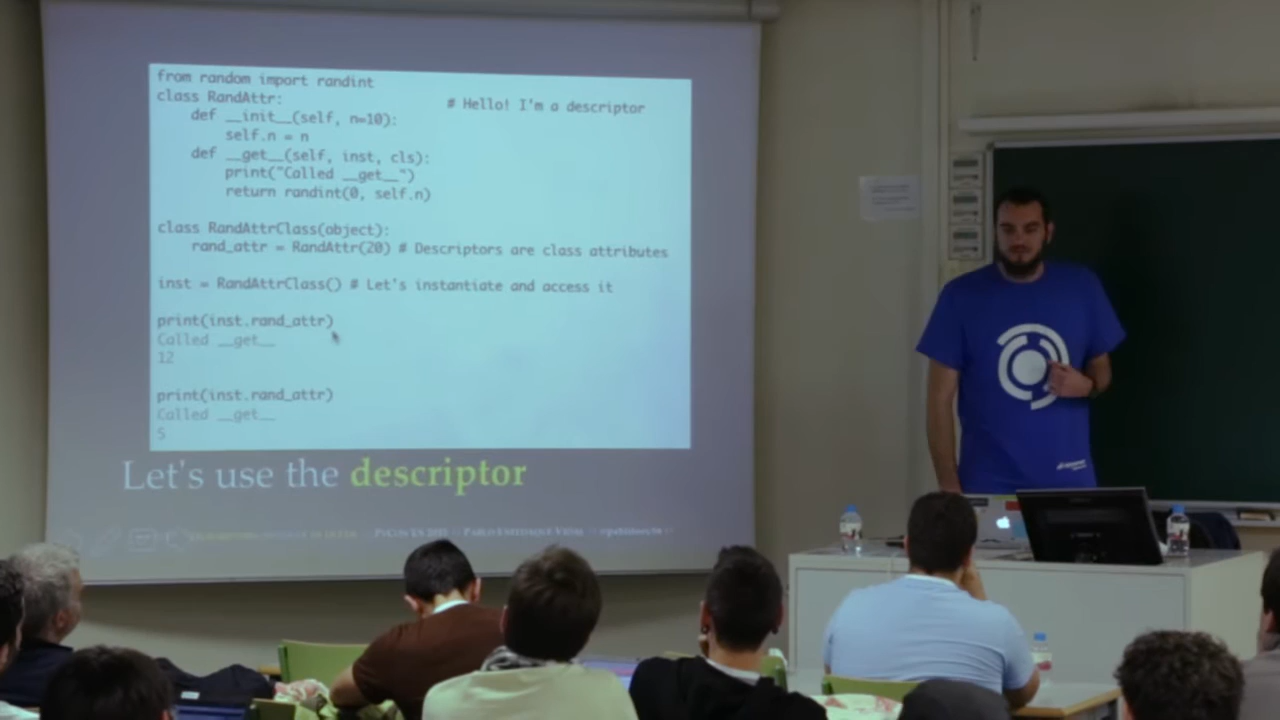 from random import randint
class RandAttr:
# Hello! I'm a descriptor
def __init__(self, n=10):
self.n = n
def __get__(self, inst, cls):
print("Called __get__")
return randint(0, self.n)
class RandAttrClass(object):
rand_attr = RandAttr(20) # Descriptors are class attributes
inst = RandAttrClass() # Let's instantiate and access it
print(inst.rand_attr)
Called __get__
12
print(inst.rand_attr)
Called __get__
5
Let's use the descriptor